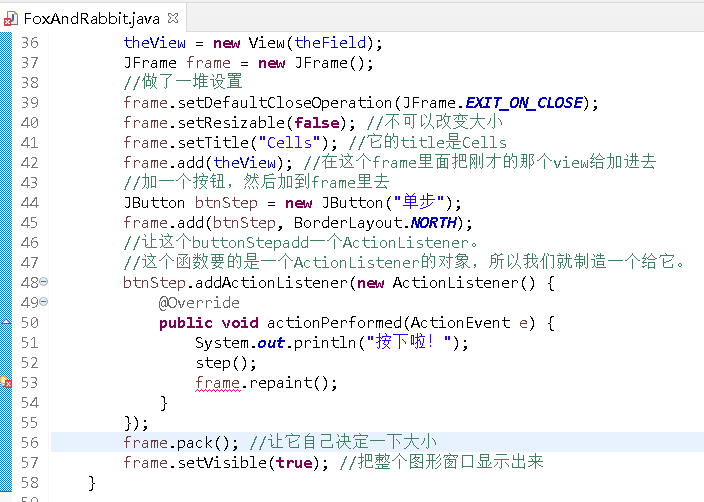 FoxAndRabbit.java
36 theView = new View(theField);
37 JFrame frame = new JFrame();
38 //做了一堆设置
39 frame.setDefaultCloseOperation(JFrame.EXIT_ON_CLOSE);
40 frame.setResizable(false); //不可以改变大小
41 frame.setTitle("Cells"); //它的title是Cells
42 frame.add(theView); //在这个frame里面把刚才的那个view给加进去
43 //加一个按钮，然后加到frame里去
44 JButton btnStep = new JButton("单步");
45 frame.add(btnStep, BorderLayout.NORTH);
46 //让这个buttonStepadd一个ActionListener。
47 //这个函数要的是一个ActionListener的对象，所以我们就制造一个给它。
48 btnStep.addActionListener(new ActionListener() {
49 @Override
50 public void actionPerformed(ActionEvent e) {
51 System.out.println("按下啦！");
52 step();
53 frame.repaint();
54 }
55 });
56 frame.pack(); //让它自己决定一下大小
57 frame.setVisible(true); //把整个图形窗口显示出来
58 }